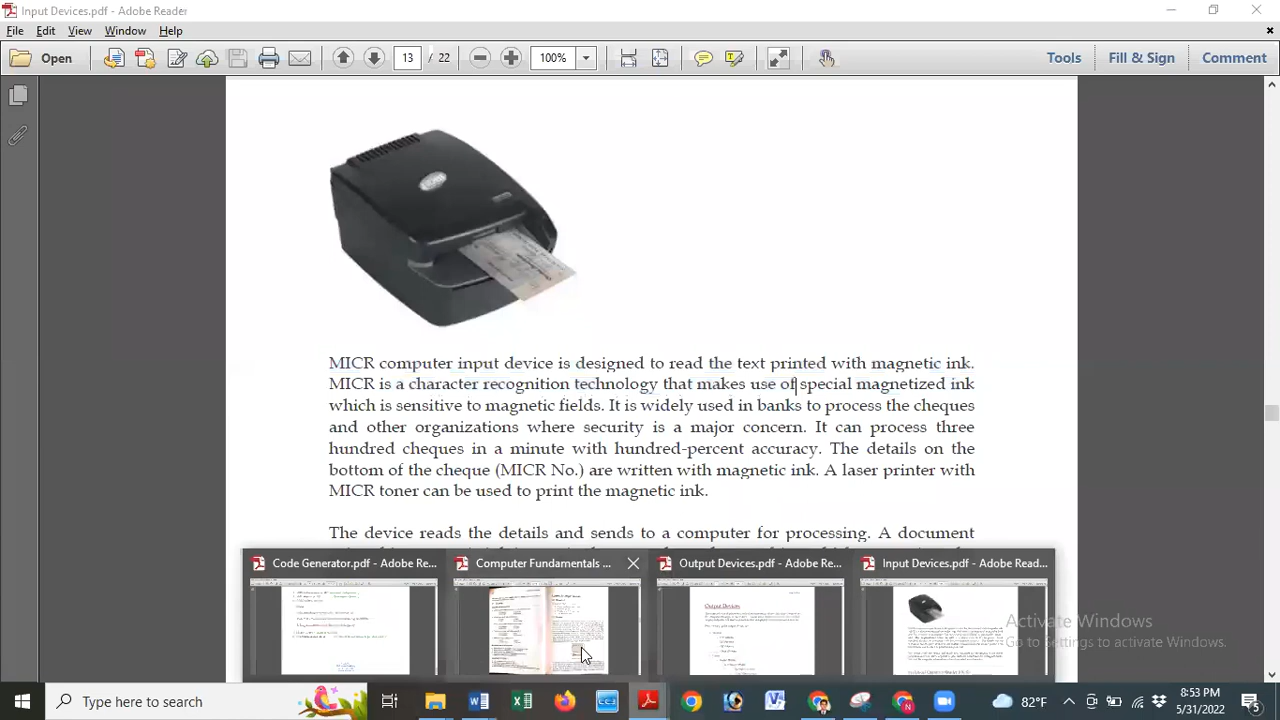 Input Devices.pdf - Adobe Reader
File Edit View Window Help
Open 13 / 22 100% Tools Fill & Sign Comment
MICR computer input device is designed to read the text printed with magnetic ink.
MICR is a character recognition technology that makes use of special magnetized ink
which is sensitive to magnetic fields. It is widely used in banks to process the cheques
and other organizations where security is a major concern. It can process three
hundred cheques in a minute with hundred-percent accuracy. The details on the
bottom of the cheque (MICR No.) are written with magnetic ink. A laser printer with
MICR toner can be used to print the magnetic ink.
The device reads the details and sends to a computer for processing. A document
Code Generator.pdf - Adobe Re... Computer Fundamentals ... Output Devices.pdf - Adobe Re... Input Devices.pdf - Adobe Read...
Output Devices
Activate Windows
Go to Settings to activate Windows.
Type here to search 82°F 8:53 PM
5/31/2022 5